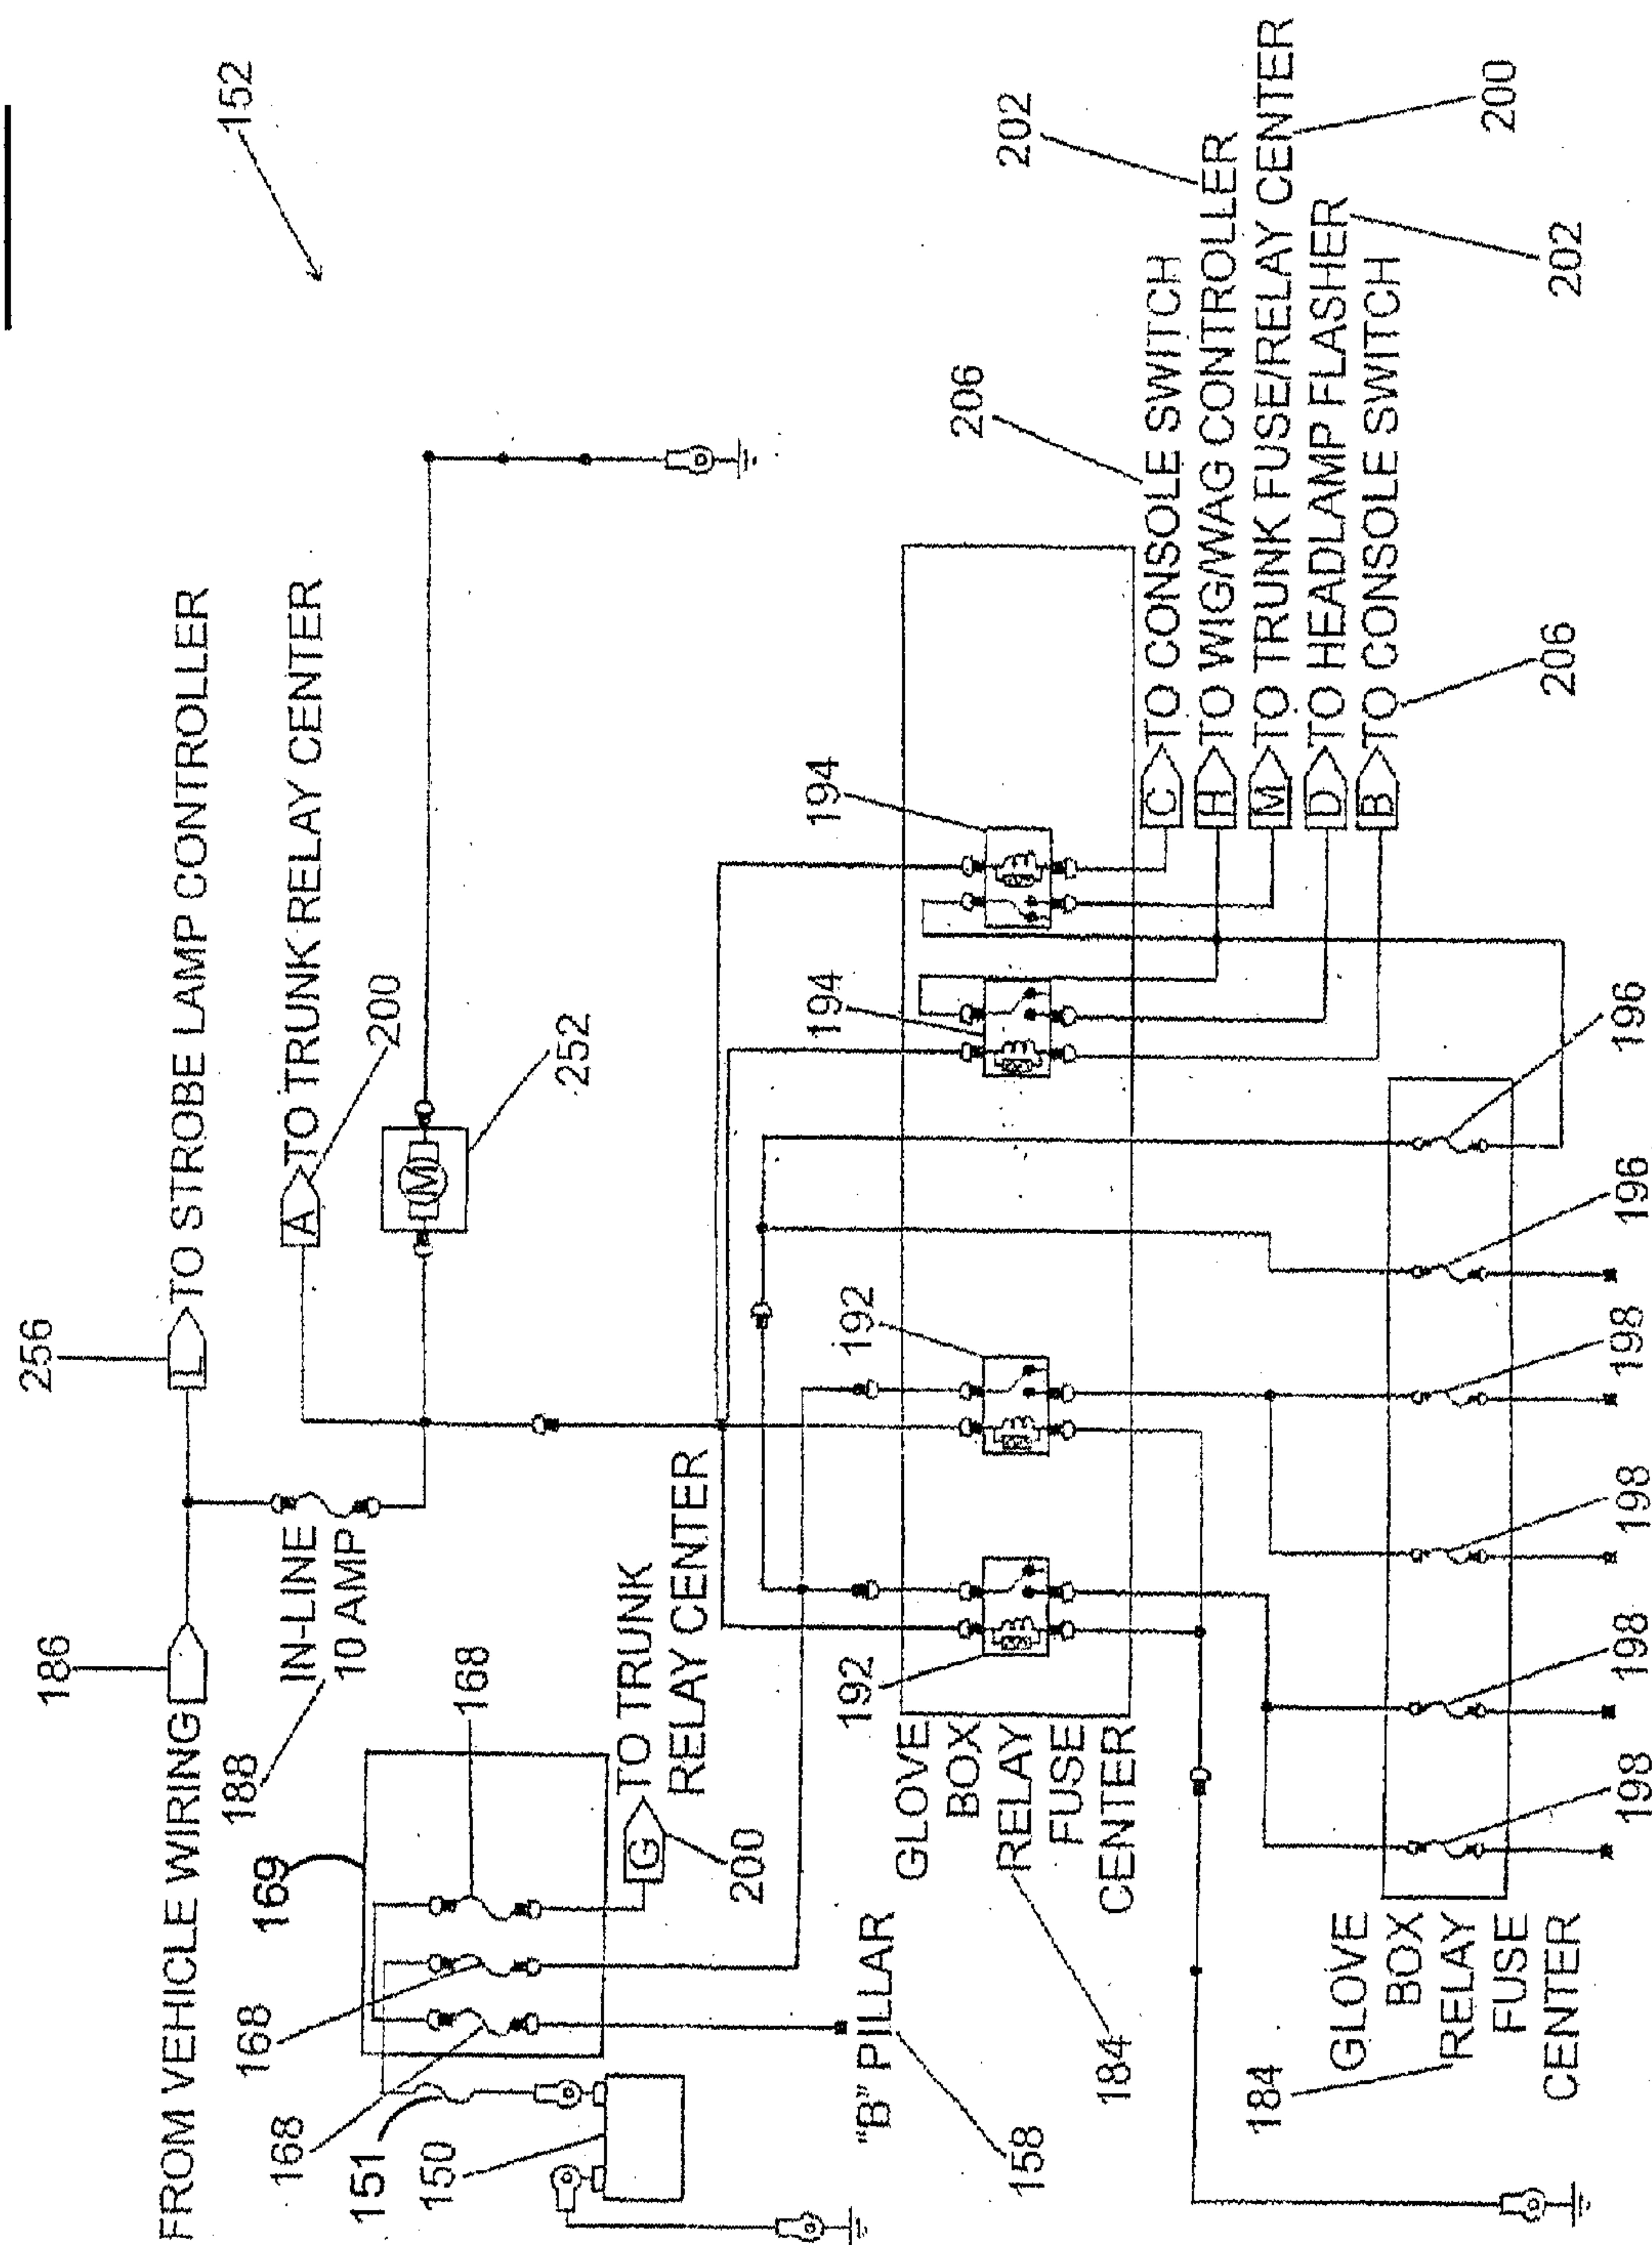 152
256
L TO STROBE LAMP CONTROLLER
186
FROM VEHICLE WIRING
A TO TRUNK RELAY CENTER
200
188
IN-LINE
10 AMP
M
252
169
168
168
168
151
150
G TO TRUNK
RELAY CENTER
200
"B" PILLAR
158
192
192
194
194
GLOVE
BOX
RELAY
FUSE
CENTER
184
206
202
C TO CONSOLE SWITCH
H TO WIG/WAG CONTROLLER
M TO TRUNK FUSE/RELAY CENTER
D TO HEADLAMP FLASHER
B TO CONSOLE SWITCH
200
202
206
GLOVE
BOX
RELAY
FUSE
CENTER
184
198
198
198
198
196
196